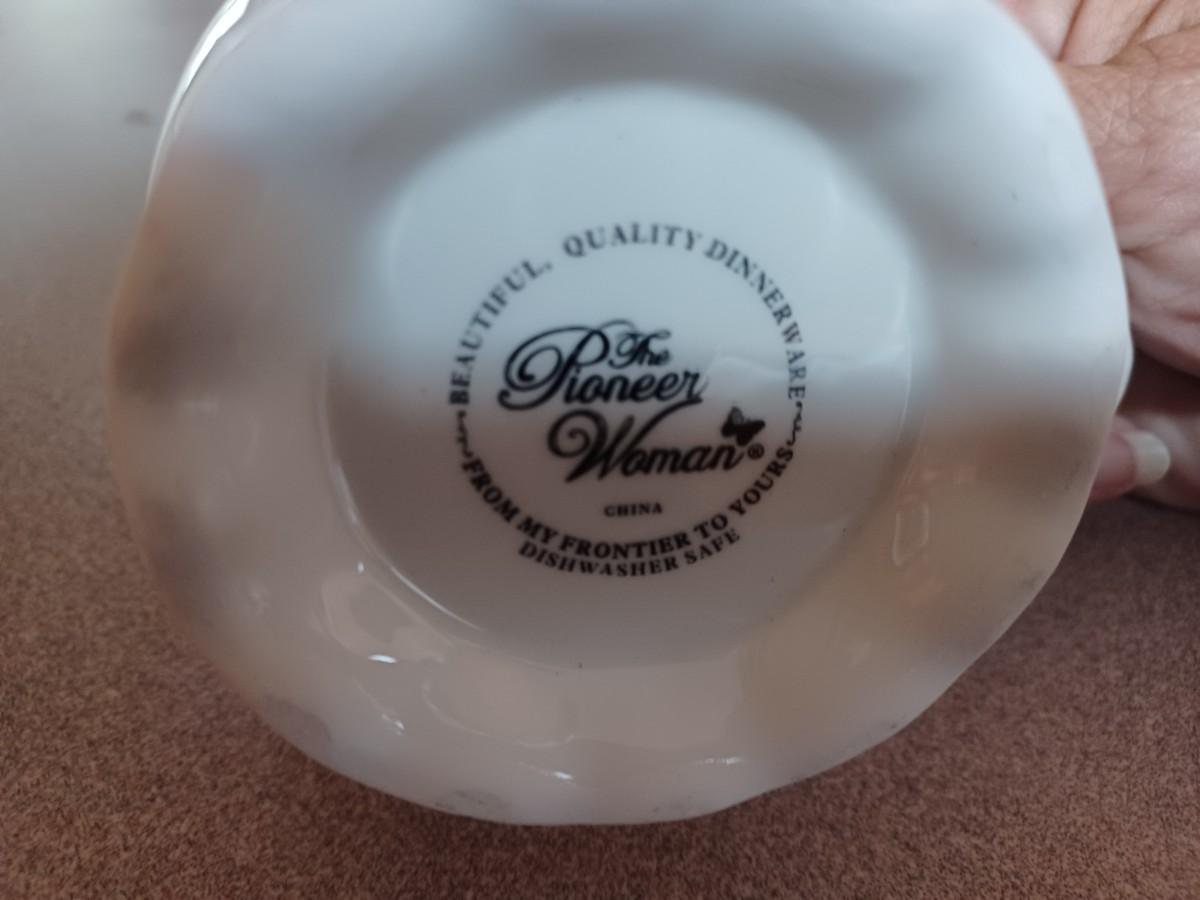 BEAUTIFUL, QUALITY DINNERWARE
The
Pioneer
Woman®
CHINA
FROM MY FRONTIER TO YOURS
DISHWASHER SAFE